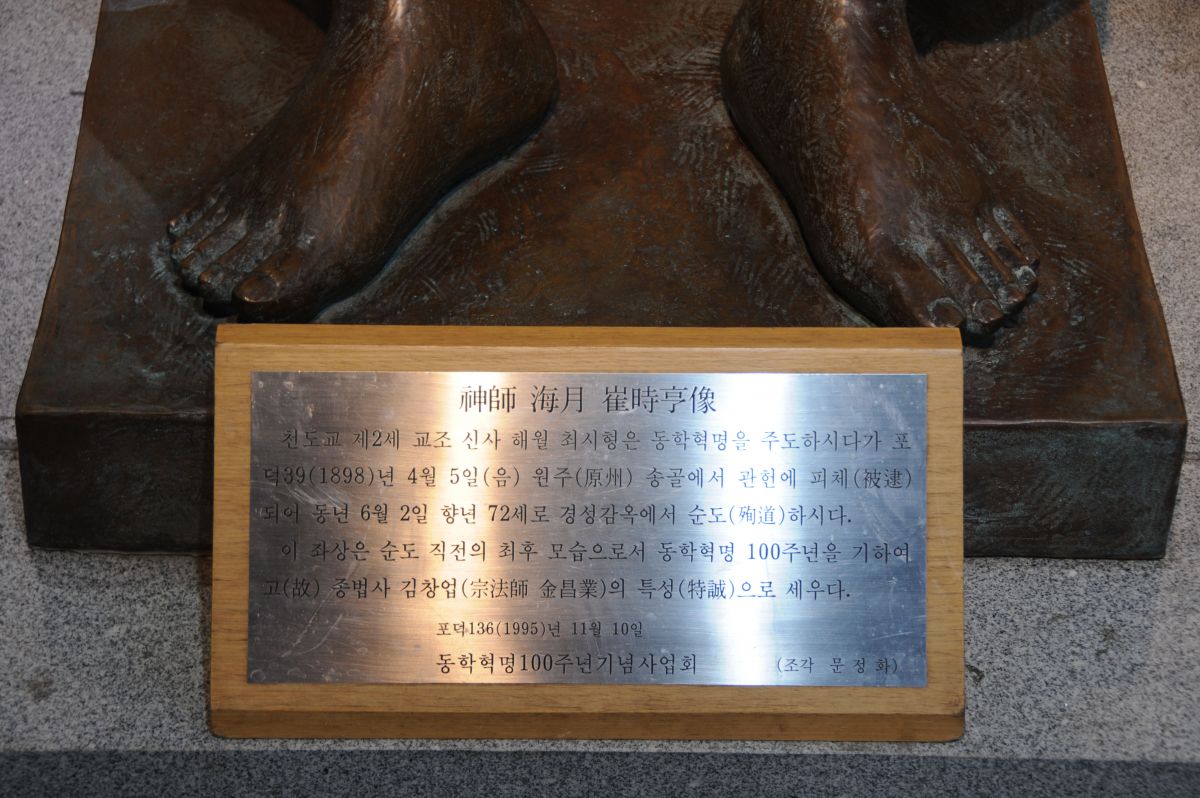 神師 海月 崔時亨像
천도교 제2세 교조 신사 해월 최시형은 동학혁명을 주도하시다가 포
덕39(1898)년 4월 5일(음) 원주(原州) 송골에서 관헌에 피체(被逮)
되어 동년 6월 2일 향년 72세로 경성감옥에서 순도(殉道)하시다.
이 좌상은 순도 직전의 최후 모습으로서 동학혁명 100주년을 기하여
고(故) 종법사 김창업(宗法師 金昌業)의 특성(特誠)으로 세우다.
포덕136(1995)년 11월 10일
동학혁명100주년기념사업회 (조각 문정화)